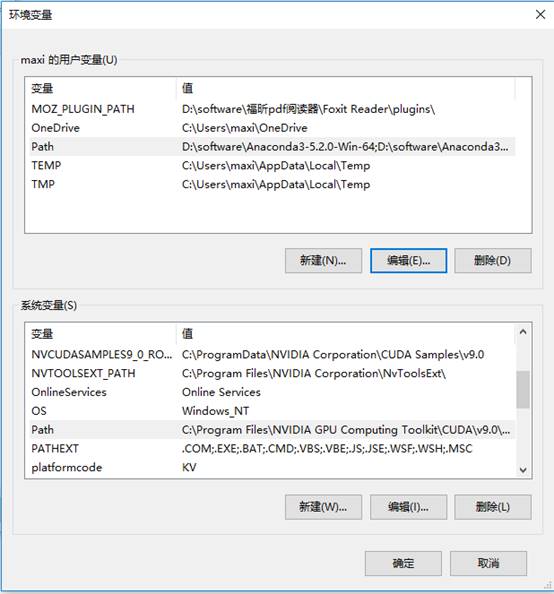 环境变量
maxi 的用户变量(U)
变量 值
MOZ_PLUGIN_PATH D:\software\福昕pdf阅读器\Foxit Reader\plugins\
OneDrive C:\Users\maxi\OneDrive
Path D:\software\Anaconda3-5.2.0-Win-64;D:\software\Anaconda3...
TEMP C:\Users\maxi\AppData\Local\Temp
TMP C:\Users\maxi\AppData\Local\Temp
新建(N)... 编辑(E)... 删除(D)
系统变量(S)
变量 值
NVCUDASAMPLES9_0_RO... C:\ProgramData\NVIDIA Corporation\CUDA Samples\v9.0
NVTOOLSEXT_PATH C:\Program Files\NVIDIA Corporation\NvToolsExt\
OnlineServices Online Services
OS Windows_NT
Path C:\Program Files\NVIDIA GPU Computing Toolkit\CUDA\v9.0\...
PATHEXT .COM;.EXE;.BAT;.CMD;.VBS;.VBE;.JS;.JSE;.WSF;.WSH;.MSC
platformcode KV
新建(W)... 编辑(I)... 删除(L)
确定 取消